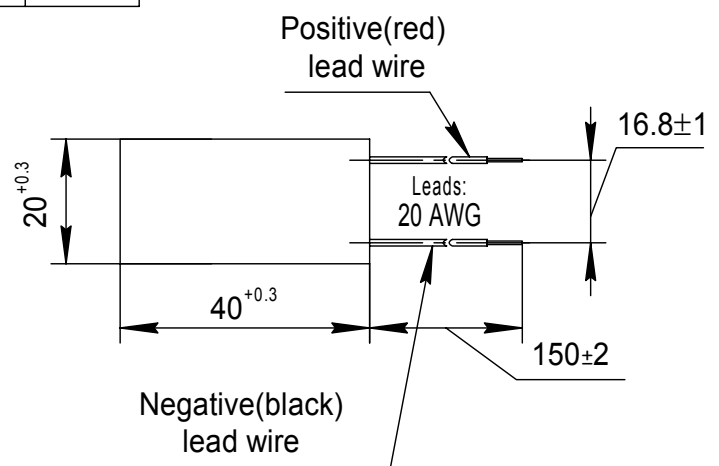 Positive(red)
lead wire
16.8±1
20+0.3
Leads:
20 AWG
40+0.3
150±2
Negative(black)
lead wire